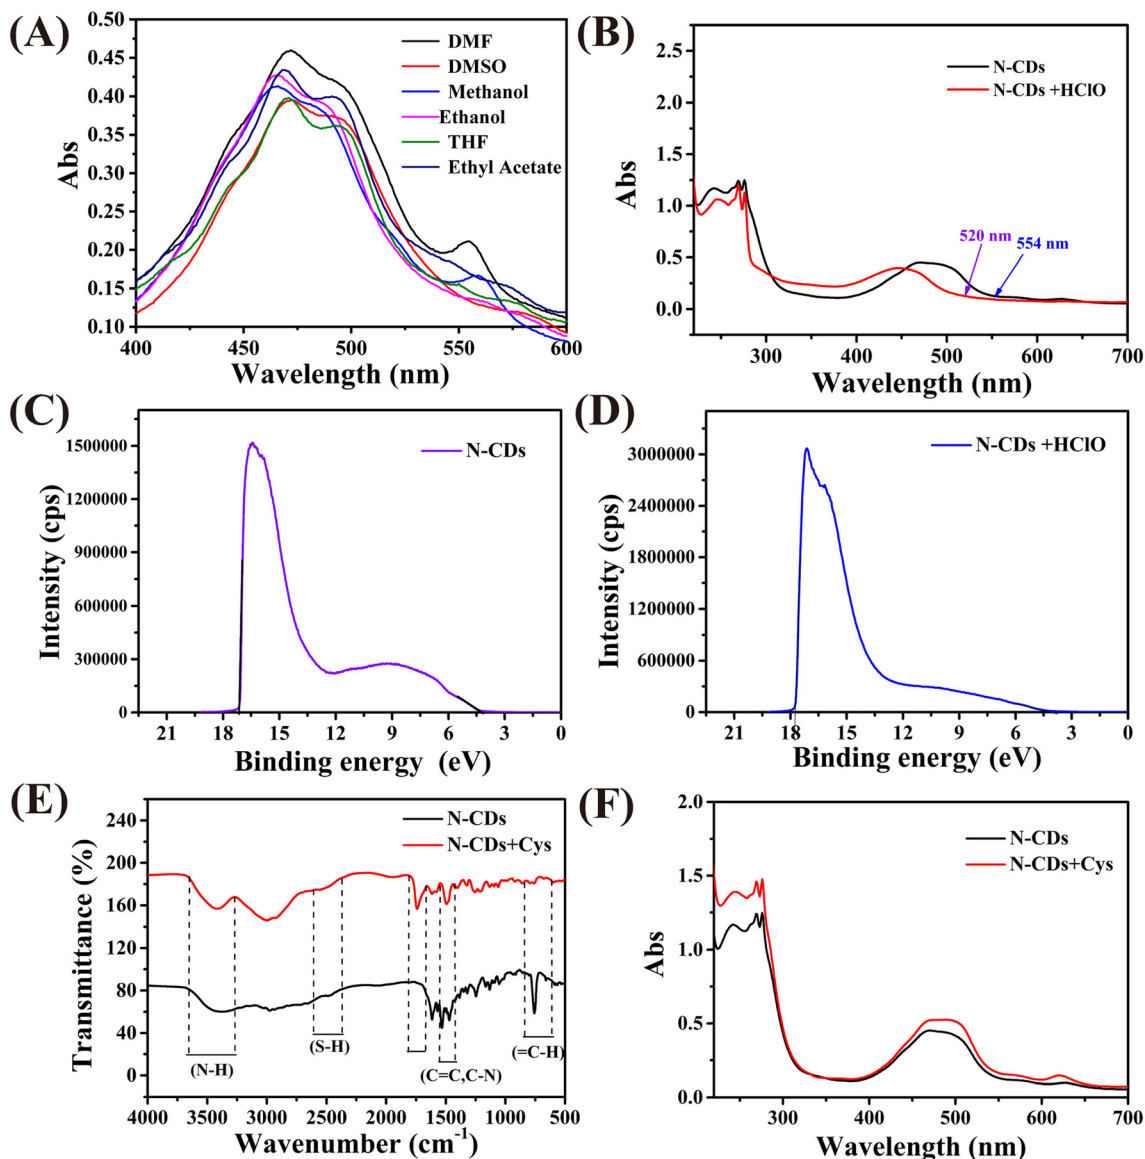 (A)
0.50
0.45
0.40
0.35
0.30
0.25
0.20
0.15
0.10
Abs
DMF
DMSO
Methanol
Ethanol
THF
Ethyl Acetate
400 450 500 550 600
Wavelength (nm)
(B)
2.5
2.0
1.5
1.0
0.5
0.0
Abs
N-CDs
N-CDs +HClO
520 nm
554 nm
300 400 500 600 700
Wavelength (nm)
(C)
1500000
1200000
900000
600000
300000
0
Intensity (cps)
N-CDs
21 18 15 12 9 6 3 0
Binding energy (eV)
(D)
3000000
2400000
1800000
1200000
600000
0
Intensity (cps)
N-CDs +HClO
21 18 15 12 9 6 3 0
Binding energy (eV)
(E)
240
200
160
120
80
40
0
Transmittance (%)
N-CDs
N-CDs+Cys
(N-H)
(S-H)
(C=C,C-N)
(=C-H)
4000 3500 3000 2500 2000 1500 1000 500
Wavenumber (cm-1)
(F)
2.0
1.5
1.0
0.5
0.0
Abs
N-CDs
N-CDs+Cys
300 400 500 600 700
Wavelength (nm)